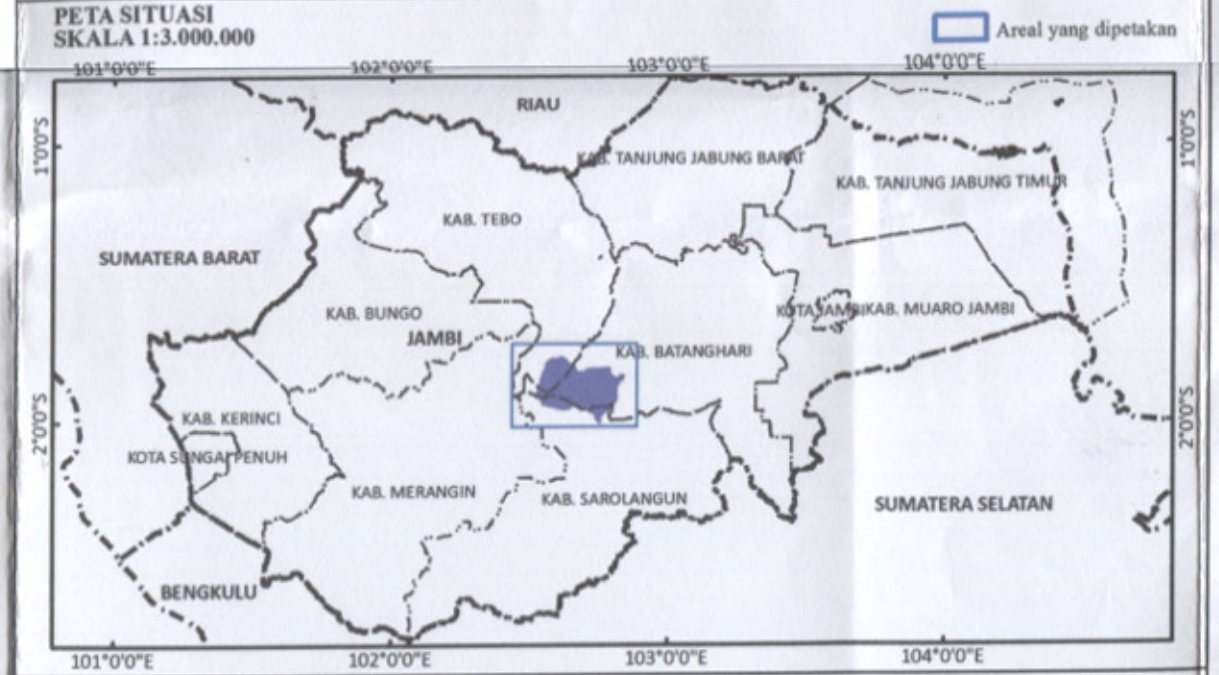 PETA SITUASI
SKALA 1:3.000.000
Areal yang dipetakan
101°0'0"E 102°0'0"E 103°0'0"E 104°0'0"E
1°0'0"S
1°0'0"S
RIAU
KAB. TANJUNG JABUNG BARAT
KAB. TANJUNG JABUNG TIMUR
KAB. TEBO
SUMATERA BARAT
KAB. BUNGO
JAMBI
KOTA JAMBI
KAB. MUARO JAMBI
KAB. BATANGHARI
2°0'0"S
2°0'0"S
KAB. KERINCI
KOTA SUNGAI PENUH
KAB. MERANGIN
KAB. SAROLANGUN
SUMATERA SELATAN
BENGKULU
101°0'0"E 102°0'0"E 103°0'0"E 104°0'0"E